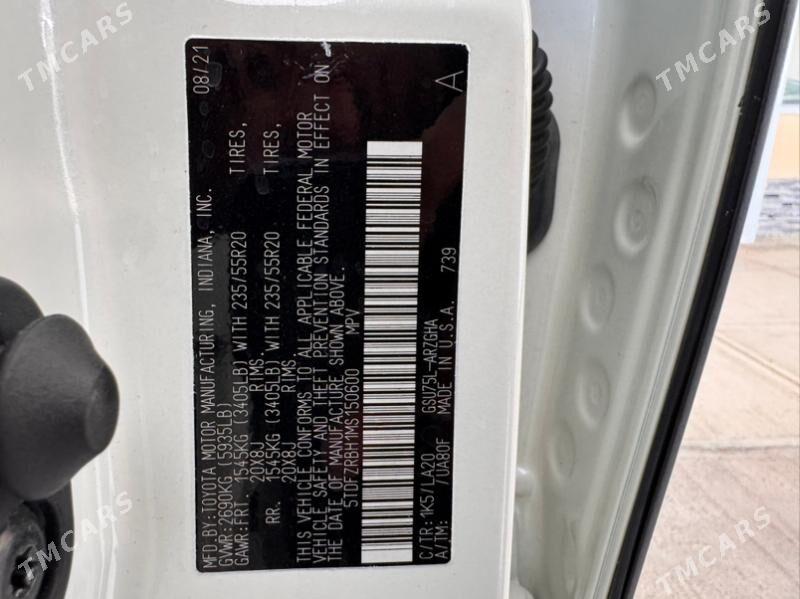 MFD.BY:TOYOTA MOTOR MANUFACTURING, INDIANA, INC. 08/21
GVWR:2690KG (5935LB)
GAWR:FRT. 1545KG (3405LB) WITH 235/55R20 TIRES,
20X8J RIMS.
RR. 1545KG (3405LB) WITH 235/55R20 TIRES,
20X8J RIMS.
THIS VEHICLE CONFORMS TO ALL APPLICABLE FEDERAL MOTOR
VEHICLE SAFETY AND THEFT PREVENTION STANDARDS IN EFFECT ON
THE DATE OF MANUFACTURE SHOWN ABOVE.
5TDFZRBH1MS150600 MPV
C/TR:1K5/LA20 GSU75L-ARZGHA
A/TM: /UA80F MADE IN U.S.A. 739
A
TMCARS
TMCARS
TMCARS
TMCARS
TMCARS
TMCARS